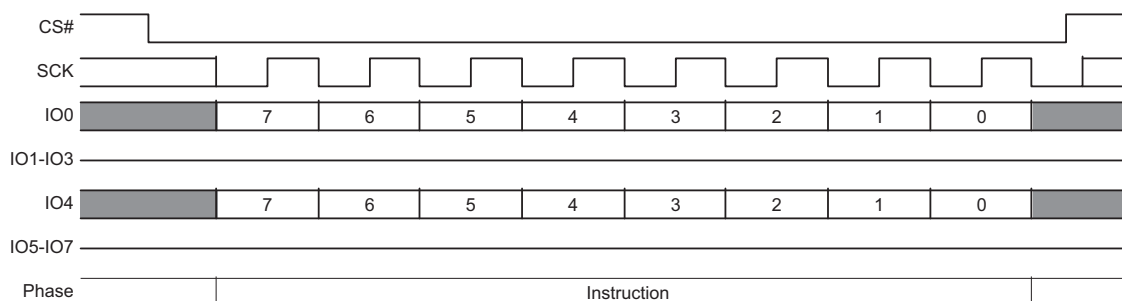 CS#
SCK
IO0 7 6 5 4 3 2 1 0
IO1-IO3
IO4 7 6 5 4 3 2 1 0
IO5-IO7
Phase Instruction